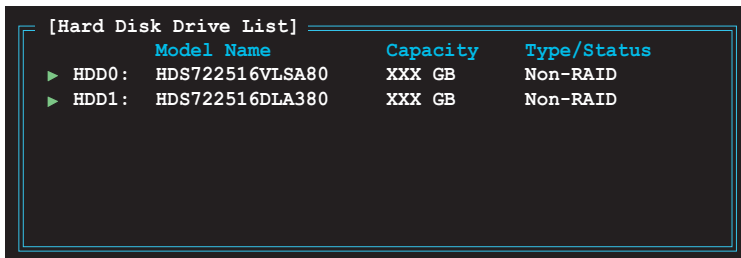 [Hard Disk Drive List]
Model Name Capacity Type/Status
HDD0: HDS722516VLSA80 XXX GB Non-RAID
HDD1: HDS722516DLA380 XXX GB Non-RAID